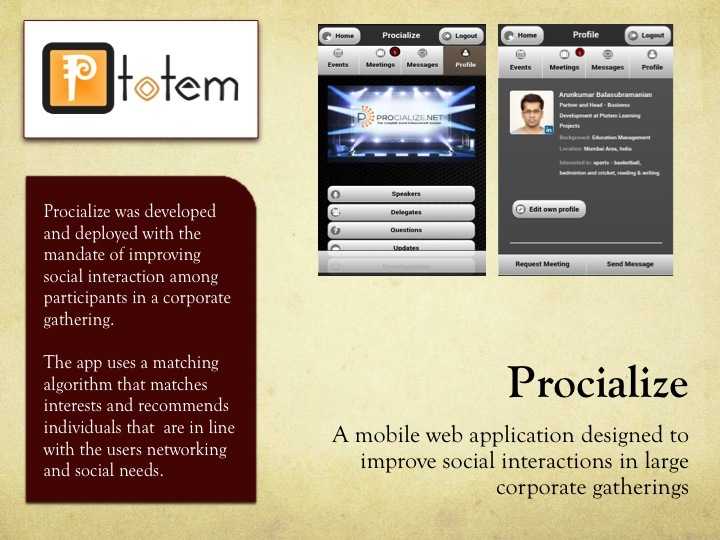 Ptotem
Procialize was developed
and deployed with the
mandate of improving
social interaction among
participants in a corporate
gathering.
The app uses a matching
algorithm that matches
interests and recommends
individuals that are in line
with the users networking
and social needs.
Home Procialize Logout
Events Meetings Messages Profile
PROCIALIZE.NET
Speakers
Delegates
Questions
Updates
Home Profile Logout
Events Meetings Messages Profile
Arunkumar Balasubramanian
Partner and Head - Business
Development at Ptotem Learning
Projects
Background: Education Management
Location: Mumbai Area, India
Interested in: sports - basketball,
badminton and cricket, reading & writing
in
Edit own profile
Request Meeting Send Message
Procialize
A mobile web application designed to
improve social interactions in large
corporate gatherings